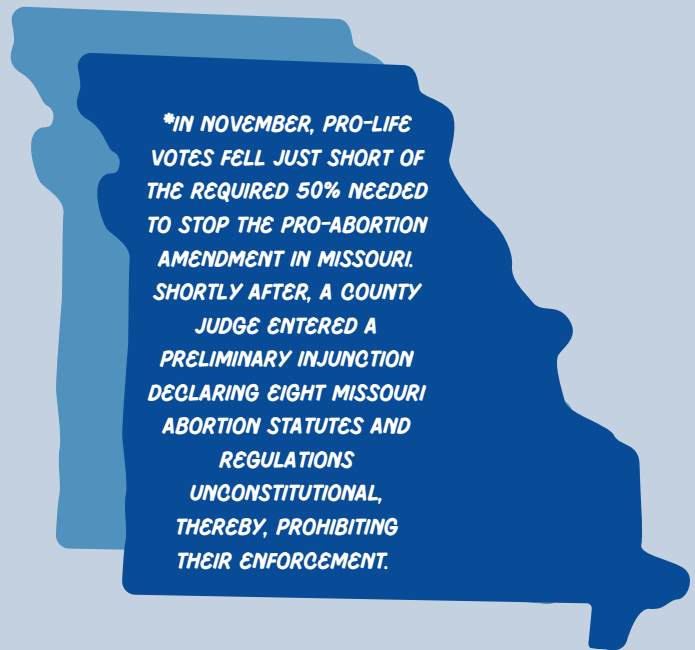 *IN NOVEMBER, PRO-LIFE
VOTES FELL JUST SHORT OF
THE REQUIRED 50% NEEDED
TO STOP THE PRO-ABORTION
AMENDMENT IN MISSOURI.
SHORTLY AFTER, A COUNTY
JUDGE ENTERED A
PRELIMINARY INJUNCTION
DECLARING EIGHT MISSOURI
ABORTION STATUTES AND
REGULATIONS
UNCONSTITUTIONAL,
THEREBY, PROHIBITING
THEIR ENFORCEMENT.